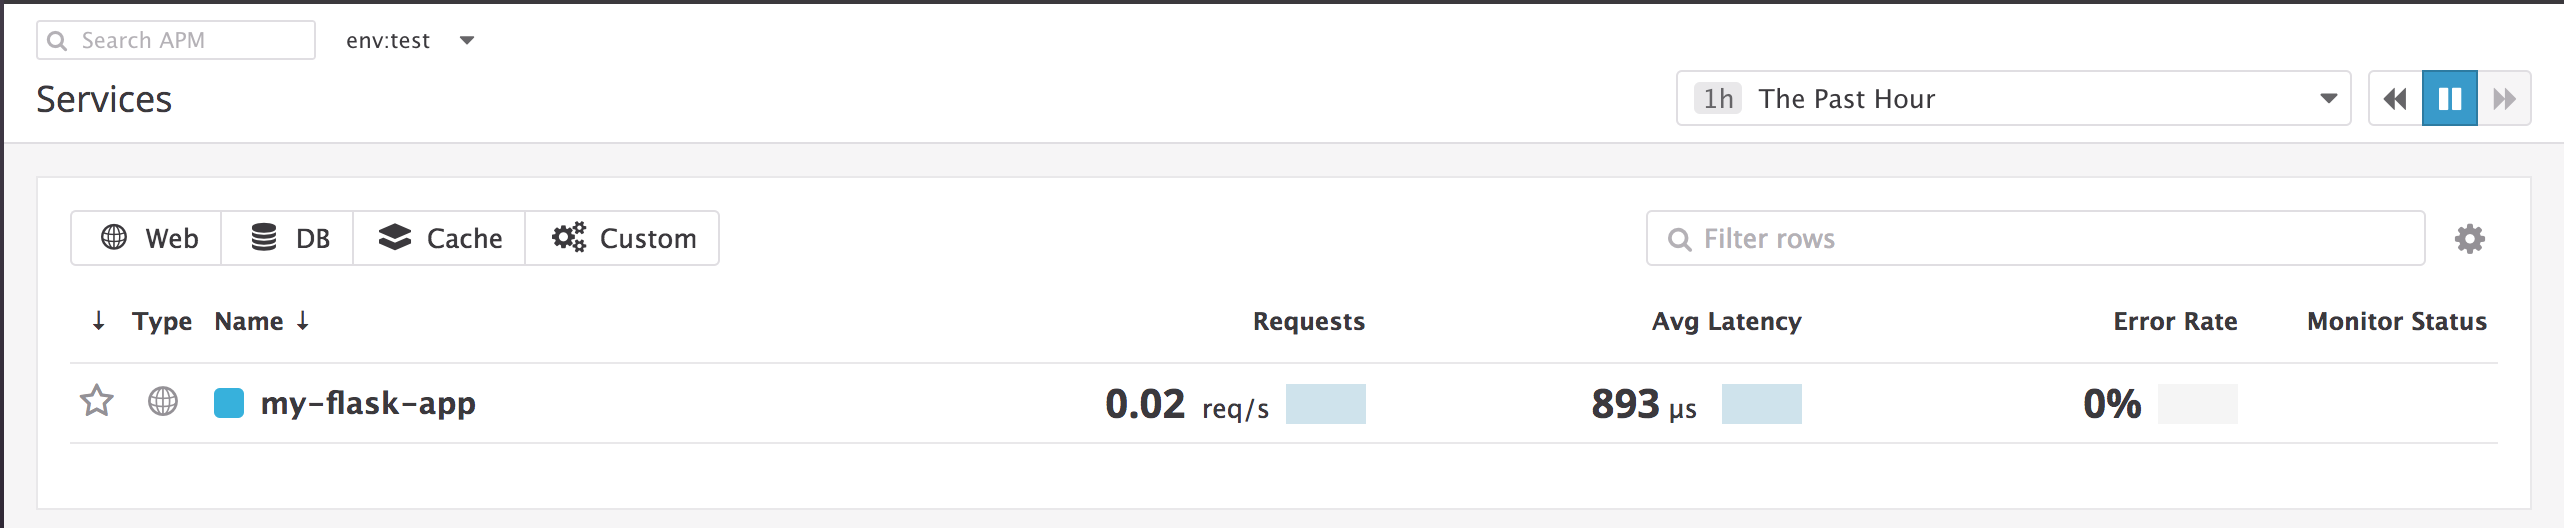 Search APM env:test
Services
1h The Past Hour
Web DB Cache Custom
Filter rows
↓ Type Name ↓ Requests Avg Latency Error Rate Monitor Status
my-flask-app 0.02 req/s 893 µs 0%